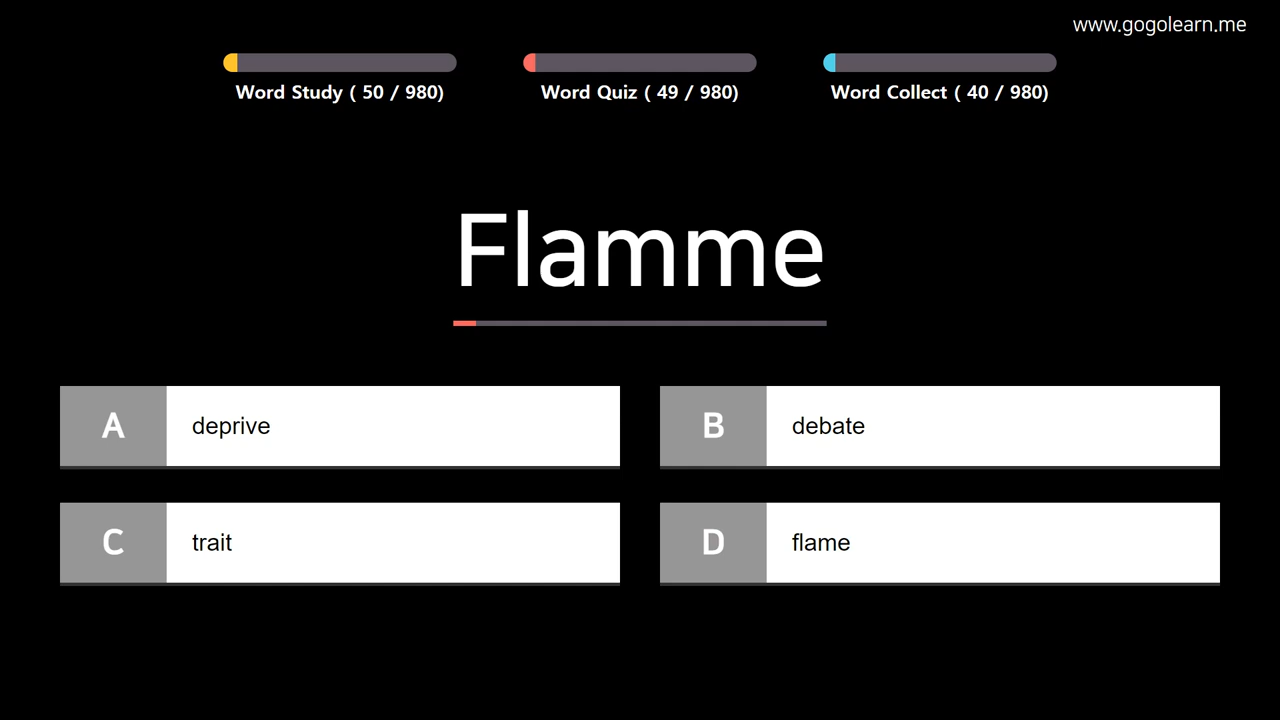 www.gogolearn.me
Word Study ( 50 / 980)
Word Quiz ( 49 / 980)
Word Collect ( 40 / 980)
Flamme
A deprive
B debate
C trait
D flame